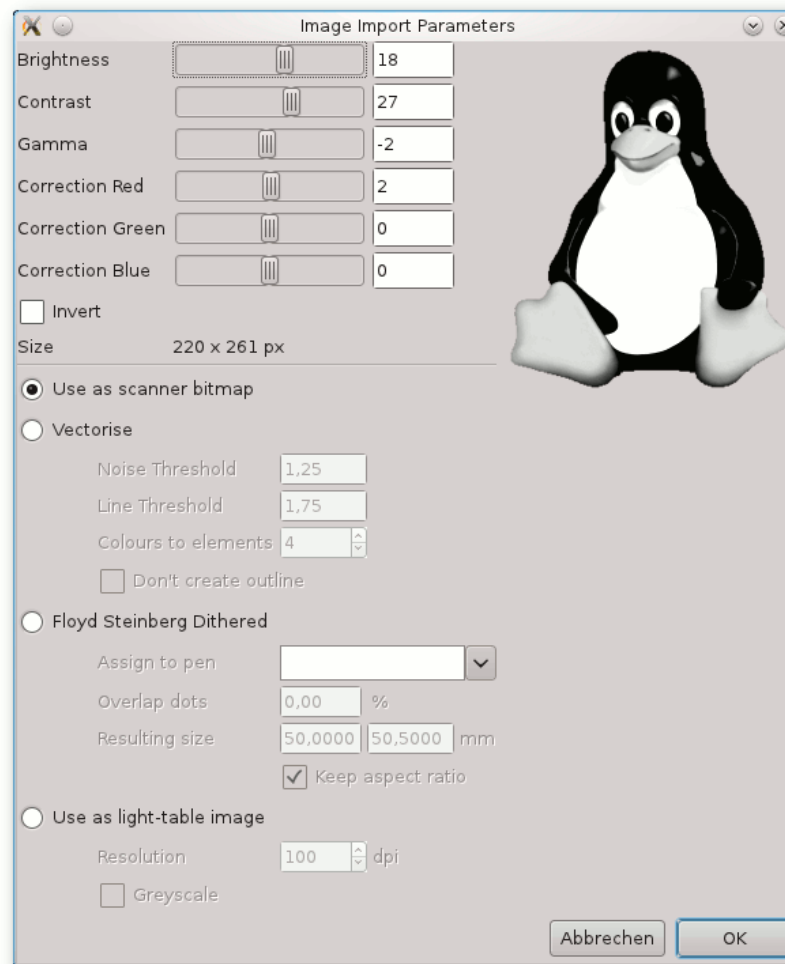 Image Import Parameters
Brightness 18
Contrast 27
Gamma -2
Correction Red 2
Correction Green 0
Correction Blue 0
Invert
Size 220 x 261 px
Use as scanner bitmap
Vectorise
Noise Threshold 1,25
Line Threshold 1,75
Colours to elements 4
Don't create outline
Floyd Steinberg Dithered
Assign to pen
Overlap dots 0,00 %
Resulting size 50,0000 50,5000 mm
Keep aspect ratio
Use as light-table image
Resolution 100 dpi
Greyscale
Abbrechen OK